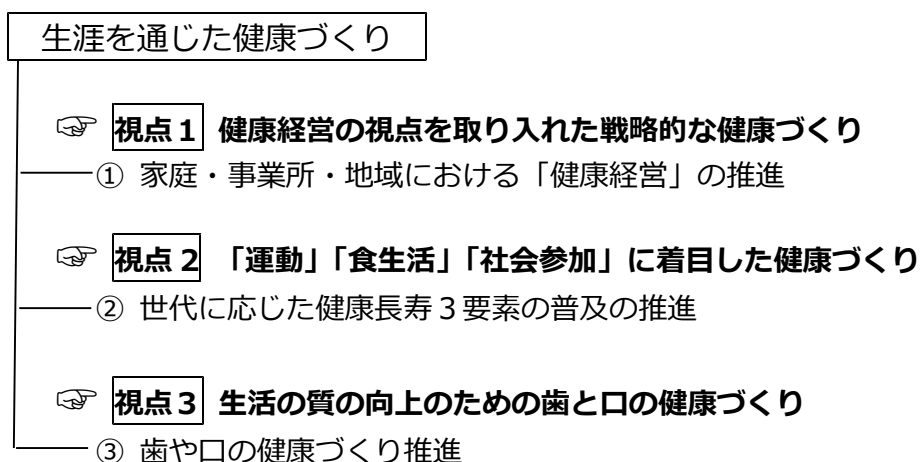 生涯を通じた健康づくり
☞ 視点1 健康経営の視点を取り入れた戦略的な健康づくり
① 家庭・事業所・地域における「健康経営」の推進
☞ 視点2 「運動」「食生活」「社会参加」に着目した健康づくり
② 世代に応じた健康長寿3要素の普及の推進
☞ 視点3 生活の質の向上のための歯と口の健康づくり
③ 歯や口の健康づくり推進